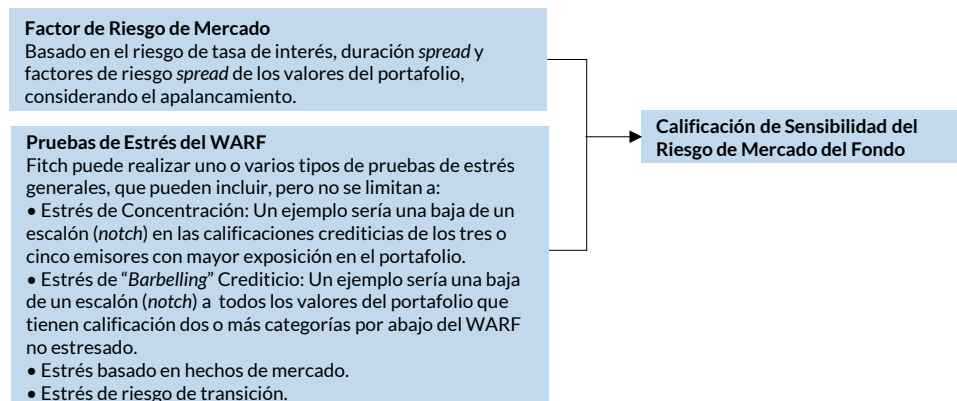 Factor de Riesgo de Mercado
Basado en el riesgo de tasa de interés, duración spread y
factores de riesgo spread de los valores del portafolio,
considerando el apalancamiento.
Pruebas de Estrés del WARF
Fitch puede realizar uno o varios tipos de pruebas de estrés
generales, que pueden incluir, pero no se limitan a:
• Estrés de Concentración: Un ejemplo sería una baja de un
escalón (notch) en las calificaciones crediticias de los tres o
cinco emisores con mayor exposición en el portafolio.
• Estrés de “Barbelling” Crediticio: Un ejemplo sería una baja
de un escalón (notch) a todos los valores del portafolio que
tienen calificación dos o más categorías por abajo del WARF
no estresado.
• Estrés basado en hechos de mercado.
• Estrés de riesgo de transición.
Calificación de Sensibilidad del
Riesgo de Mercado del Fondo